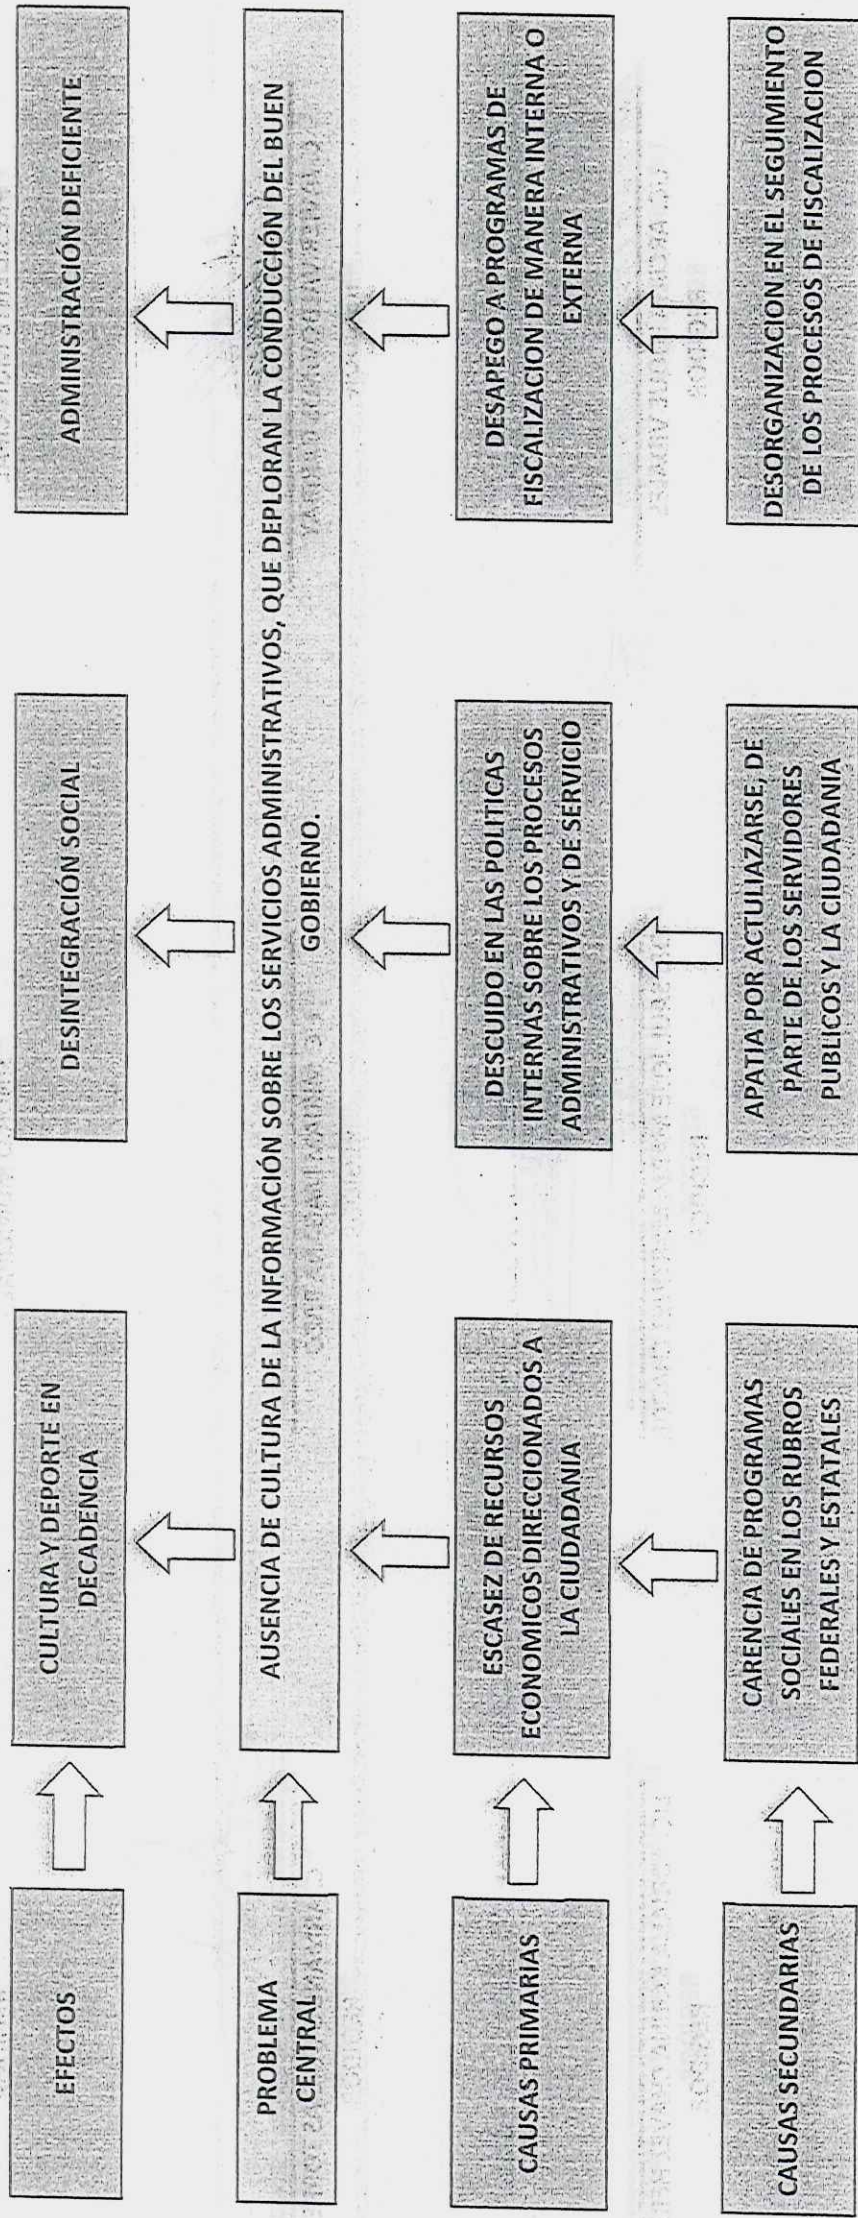 EFECTOS
CULTURA Y DEPORTE EN
DECADENCIA
DESINTEGRACIÓN SOCIAL
ADMINISTRACIÓN DEFICIENTE
PROBLEMA
CENTRAL
AUSENCIA DE CULTURA DE LA INFORMACIÓN SOBRE LOS SERVICIOS ADMINISTRATIVOS, QUE DEPLORAN LA CONDUCCIÓN DEL BUEN
GOBIERNO.
CAUSAS PRIMARIAS
ESCASEZ DE RECURSOS
ECONOMICOS DIRECCIONADOS A
LA CIUDADANIA
DESCUIDO EN LAS POLITICAS
INTERNAS SOBRE LOS PROCESOS
ADMINISTRATIVOS Y DE SERVICIO
DESAPEGO A PROGRAMAS DE
FISCALIZACION DE MANERA INTERNA O
EXTERNA
CAUSAS SECUNDARIAS
CARENCIA DE PROGRAMAS
SOCIALES EN LOS RUBROS
FEDERALES Y ESTATALES
APATIA POR ACTULIAZARSE, DE
PARTE DE LOS SERVIDORES
PUBLICOS Y LA CIUDADANIA
DESORGANIZACION EN EL SEGUIMIENTO
DE LOS PROCESOS DE FISCALIZACION